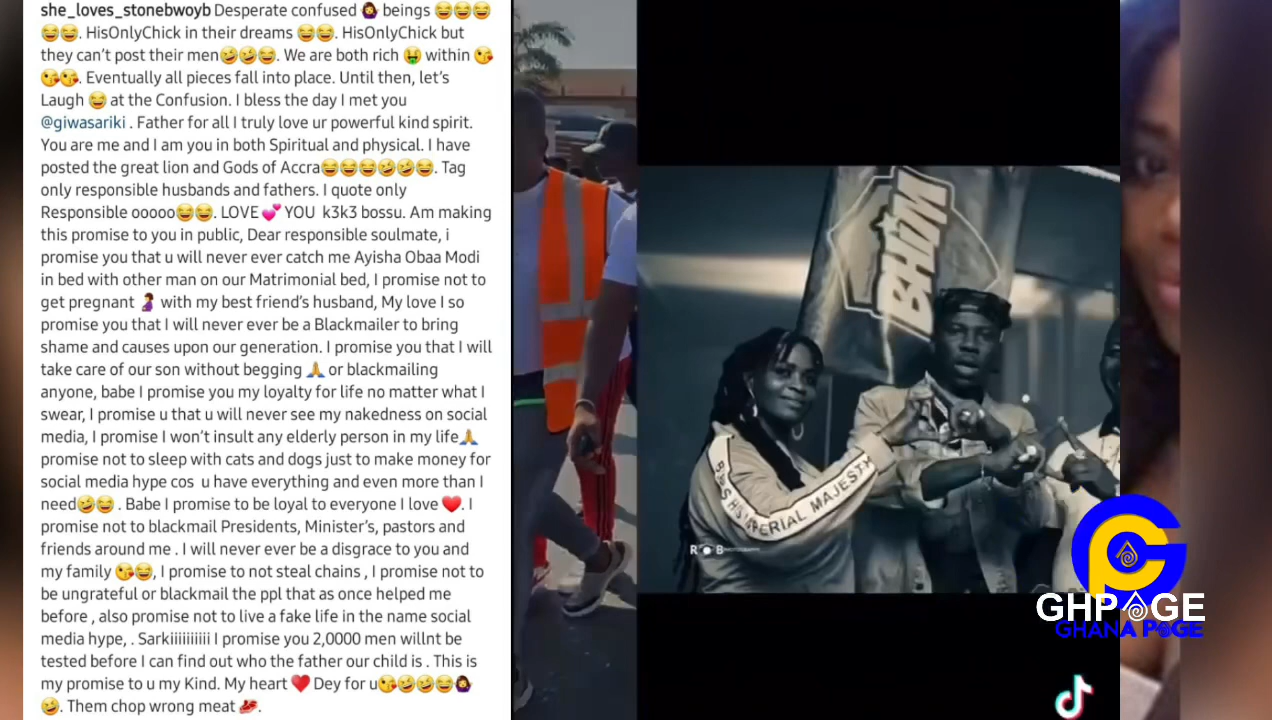 she_loves_stonebwoyb Desperate confused 🤷‍♀️ beings 😂😂😂
😂😂. HisOnlyChick in their dreams 😂😂. HisOnlyChick but
they can’t post their men🤣🤣😂. We are both rich 🤑 within 😘
😘😘. Eventually all pieces fall into place. Until then, let’s
Laugh 😂 at the Confusion. I bless the day I met you
@giwasariki . Father for all I truly love ur powerful kind spirit.
You are me and I am you in both Spiritual and physical. I have
posted the great lion and Gods of Accra😂😂😂🤣🤣😂. Tag
only responsible husbands and fathers. I quote only
Responsible ooooo😂😂. LOVE 💕 YOU k3k3 bossu. Am making
this promise to you in public, Dear responsible soulmate, i
promise you that u will never ever catch me Ayisha Obaa Modi
in bed with other man on our Matrimonial bed, I promise not to
get pregnant 🤰 with my best friend’s husband, My love I so
promise you that I will never ever be a Blackmailer to bring
shame and causes upon our generation. I promise you that I will
take care of our son without begging 🙏 or blackmailing
anyone, babe I promise you my loyalty for life no matter what I
swear, I promise u that u will never see my nakedness on social
media, I promise I won’t insult any elderly person in my life🙏
promise not to sleep with cats and dogs just to make money for
social media hype cos u have everything and even more than I
need🤣😂 . Babe I promise to be loyal to everyone I love ❤️. I
promise not to blackmail Presidents, Minister’s, pastors and
friends around me . I will never ever be a disgrace to you and
my family 😘😂, I promise to not steal chains , I promise not to
be ungrateful or blackmail the ppl that as once helped me
before , also promise not to live a fake life in the name social
media hype, . Sarkiiiiiiiiii I promise you 2,0000 men willnt be
tested before I can find out who the father our child is . This is
my promise to u my Kind. My heart ❤️ Dey for u😘🤣🤣😂🤷‍♀️
🤣. Them chop wrong meat 🥩.
BHIM
PERIAL MAJEST
GHPAGE
GHANA PAGE